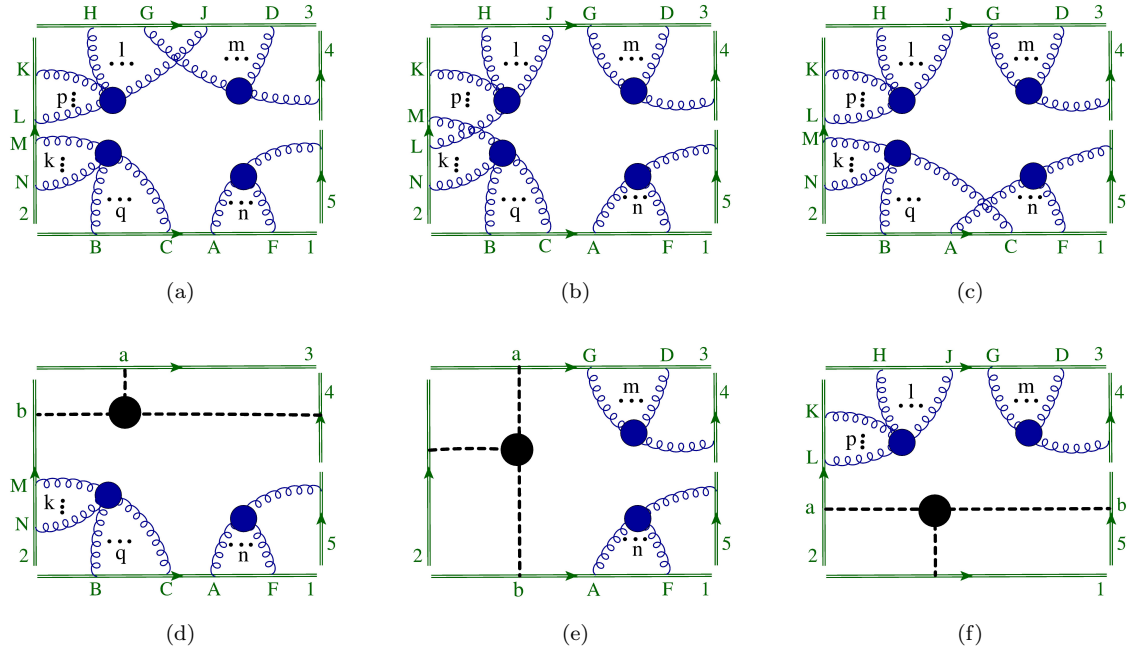 H G J D 3 H J G D 3 H J G D 3
l m 4 l m 4 l m 4
K K K
p p p
L M L
M L M
k k k
N N N
2 q n 5 2 q n 5 2 q n 5
B C A F 1 B C A F 1 B A C F 1
(a) (b) (c)
a 3 a G D 3 H J G D 3
4 m 4 l m 4
b K
p
L
M a b
k
N
2 q n 5 2 n 5 2 5
B C A F 1 b A F 1 1
(d) (e) (f)